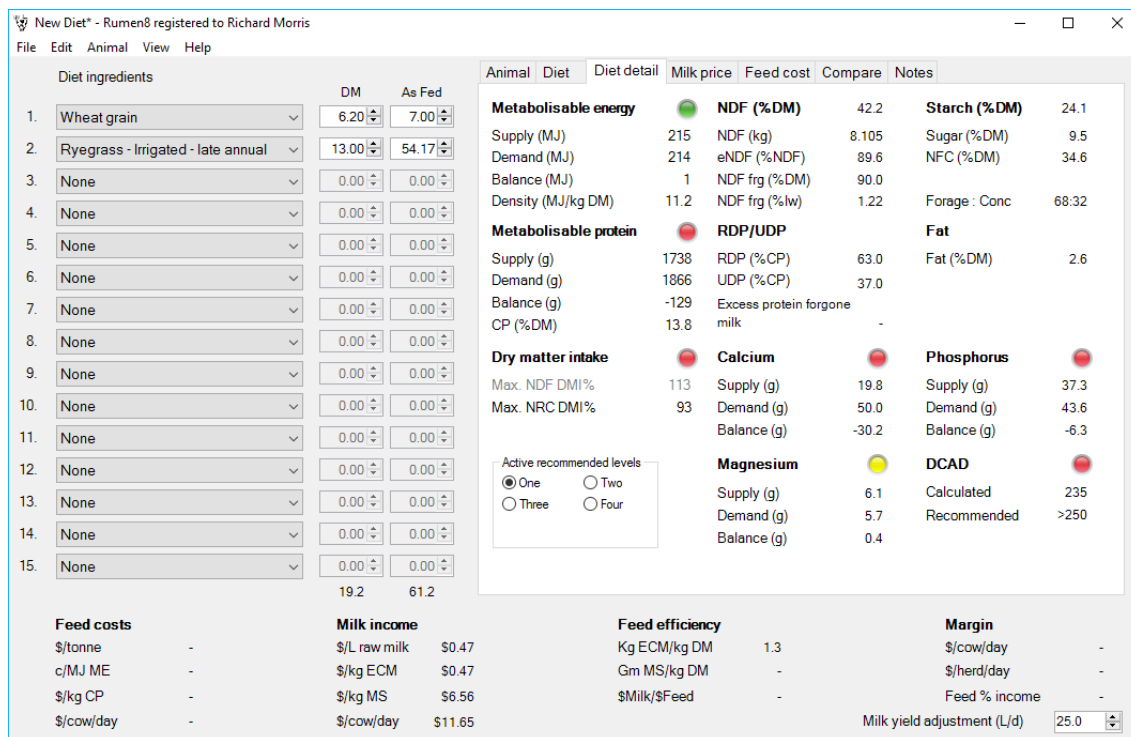 New Diet* - Rumen8 registered to Richard Morris
File Edit Animal View Help
Diet ingredients
DM As Fed
1. Wheat grain 6.20 7.00
2. Ryegrass - Irrigated - late annual 13.00 54.17
3. None 0.00 0.00
4. None 0.00 0.00
5. None 0.00 0.00
6. None 0.00 0.00
7. None 0.00 0.00
8. None 0.00 0.00
9. None 0.00 0.00
10. None 0.00 0.00
11. None 0.00 0.00
12. None 0.00 0.00
13. None 0.00 0.00
14. None 0.00 0.00
15. None 0.00 0.00
19.2 61.2
Animal Diet Diet detail Milk price Feed cost Compare Notes
Metabolisable energy
Supply (MJ) 215
Demand (MJ) 214
Balance (MJ) 1
Density (MJ/kg DM) 11.2
Metabolisable protein
Supply (g) 1738
Demand (g) 1866
Balance (g) -129
CP (%DM) 13.8
Dry matter intake
Max. NDF DMI% 113
Max. NRC DMI% 93
Active recommended levels
One Two
Three Four
NDF (%DM) 42.2
NDF (kg) 8.105
eNDF (%NDF) 89.6
NDF frg (%DM) 90.0
NDF frg (%lw) 1.22
RDP/UDP
RDP (%CP) 63.0
UDP (%CP) 37.0
Excess protein forgone
milk -
Calcium
Supply (g) 19.8
Demand (g) 50.0
Balance (g) -30.2
Magnesium
Supply (g) 6.1
Demand (g) 5.7
Balance (g) 0.4
Starch (%DM) 24.1
Sugar (%DM) 9.5
NFC (%DM) 34.6
Forage : Conc 68:32
Fat
Fat (%DM) 2.6
Phosphorus
Supply (g) 37.3
Demand (g) 43.6
Balance (g) -6.3
DCAD
Calculated 235
Recommended >250
Feed costs
$/tonne -
c/MJ ME -
$/kg CP -
$/cow/day -
Milk income
$/L raw milk $0.47
$/kg ECM $0.47
$/kg MS $6.56
$/cow/day $11.65
Feed efficiency
Kg ECM/kg DM 1.3
Gm MS/kg DM -
$Milk/$Feed -
Margin
$/cow/day -
$/herd/day -
Feed % income -
Milk yield adjustment (L/d) 25.0